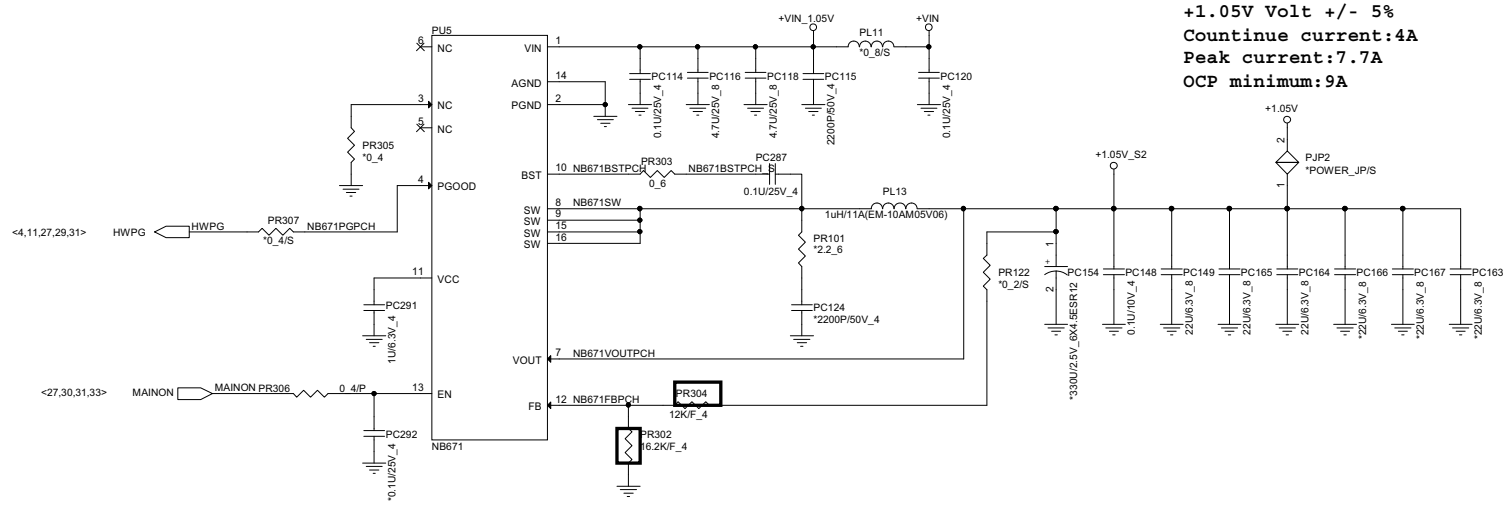 +1.05V Volt +/- 5%
Countinue current:4A
Peak current:7.7A
OCP minimum:9A
+VIN_1.05V
+VIN
PL11
*0_8/S
PU5
6
NC
VIN
1
PC114
0.1U/25V_4
PC116
4.7U/25V_8
PC118
4.7U/25V_8
PC115
2200P/50V_4
PC120
0.1U/25V_4
AGND
14
3
NC
PGND
2
5
NC
PR305
*0_4
+1.05V
2
PJP2
*POWER_JP/S
1
+1.05V_S2
BST
10
NB671BSTPCH
PR303
0_6
NB671BSTPCH_S
PC287
0.1U/25V_4
4
PGOOD
SW
8
NB671SW
PL13
1uH/11A(EM-10AM05V06)
SW
9
SW
15
SW
16
<4,11,27,29,31>
HWPG
HWPG
PR307
*0_4/S
NB671PGPCH
PR101
*2.2_6
PC124
*2200P/50V_4
PR122
*0_2/S
1
+
2
PC154
*330U/2.5V_6X4.5ESR12
PC148
0.1U/10V_4
PC149
22U/6.3V_8
PC165
22U/6.3V_8
PC164
22U/6.3V_8
PC166
*22U/6.3V_8
PC167
*22U/6.3V_8
PC163
*22U/6.3V_8
11
VCC
PC291
1U/6.3V_4
VOUT
7
NB671VOUTPCH
<27,30,31,33>
MAINON
MAINON
PR306
0_4/P
13
EN
FB
12
NB671FBPCH
PR304
12K/F_4
PC292
*0.1U/25V_4
PR302
16.2K/F_4
NB671